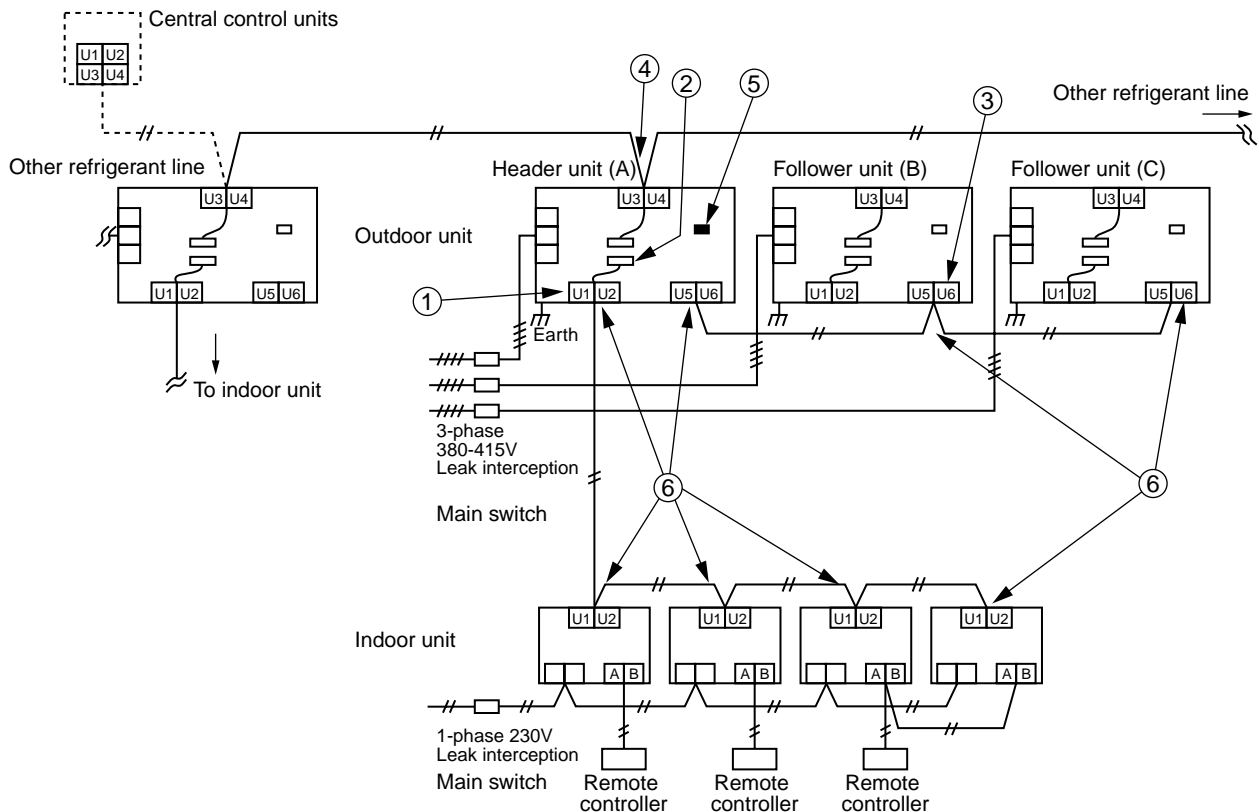 Central control units
U1 U2
U3 U4
④ ② ⑤ ③
Other refrigerant line
Other refrigerant line
Header unit (A)
Follower unit (B)
Follower unit (C)
U3 U4
U3 U4
U3 U4
U3 U4
Outdoor unit
①
U1 U2
U5 U6
U1 U2
U5 U6
U1 U2
U5 U6
U1 U2
U5 U6
Earth
To indoor unit
3-phase
380-415V
Leak interception
⑥
⑥
Main switch
U1 U2
U1 U2
U1 U2
U1 U2
Indoor unit
A B
A B
A B
A B
1-phase 230V
Leak interception
Main switch
Remote
controller
Remote
controller
Remote
controller